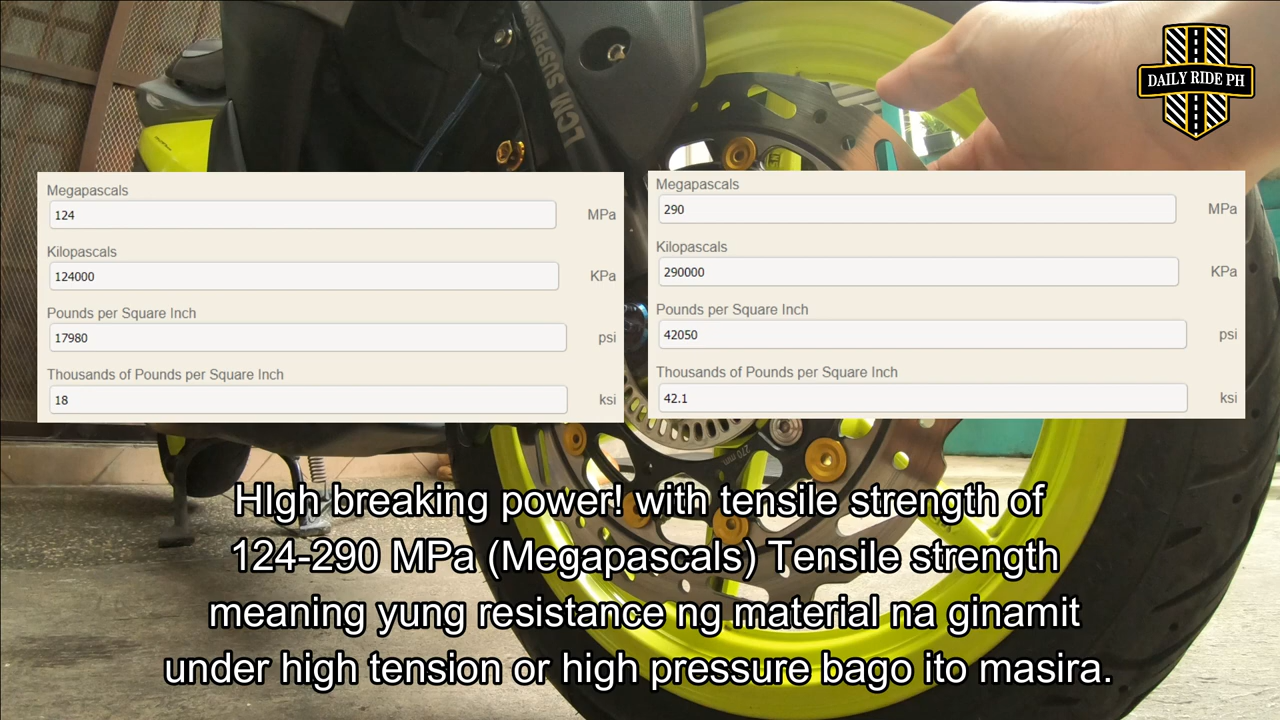 DAILY RIDE PH
LCM SUSPENSION
Megapascals
124 MPa
Kilopascals
124000 KPa
Pounds per Square Inch
17980 psi
Thousands of Pounds per Square Inch
18 ksi
Megapascals
290 MPa
Kilopascals
290000 KPa
Pounds per Square Inch
42050 psi
Thousands of Pounds per Square Inch
42.1 ksi
270 mm
HIgh breaking power! with tensile strength of
124-290 MPa (Megapascals) Tensile strength
meaning yung resistance ng material na ginamit
under high tension or high pressure bago ito masira.